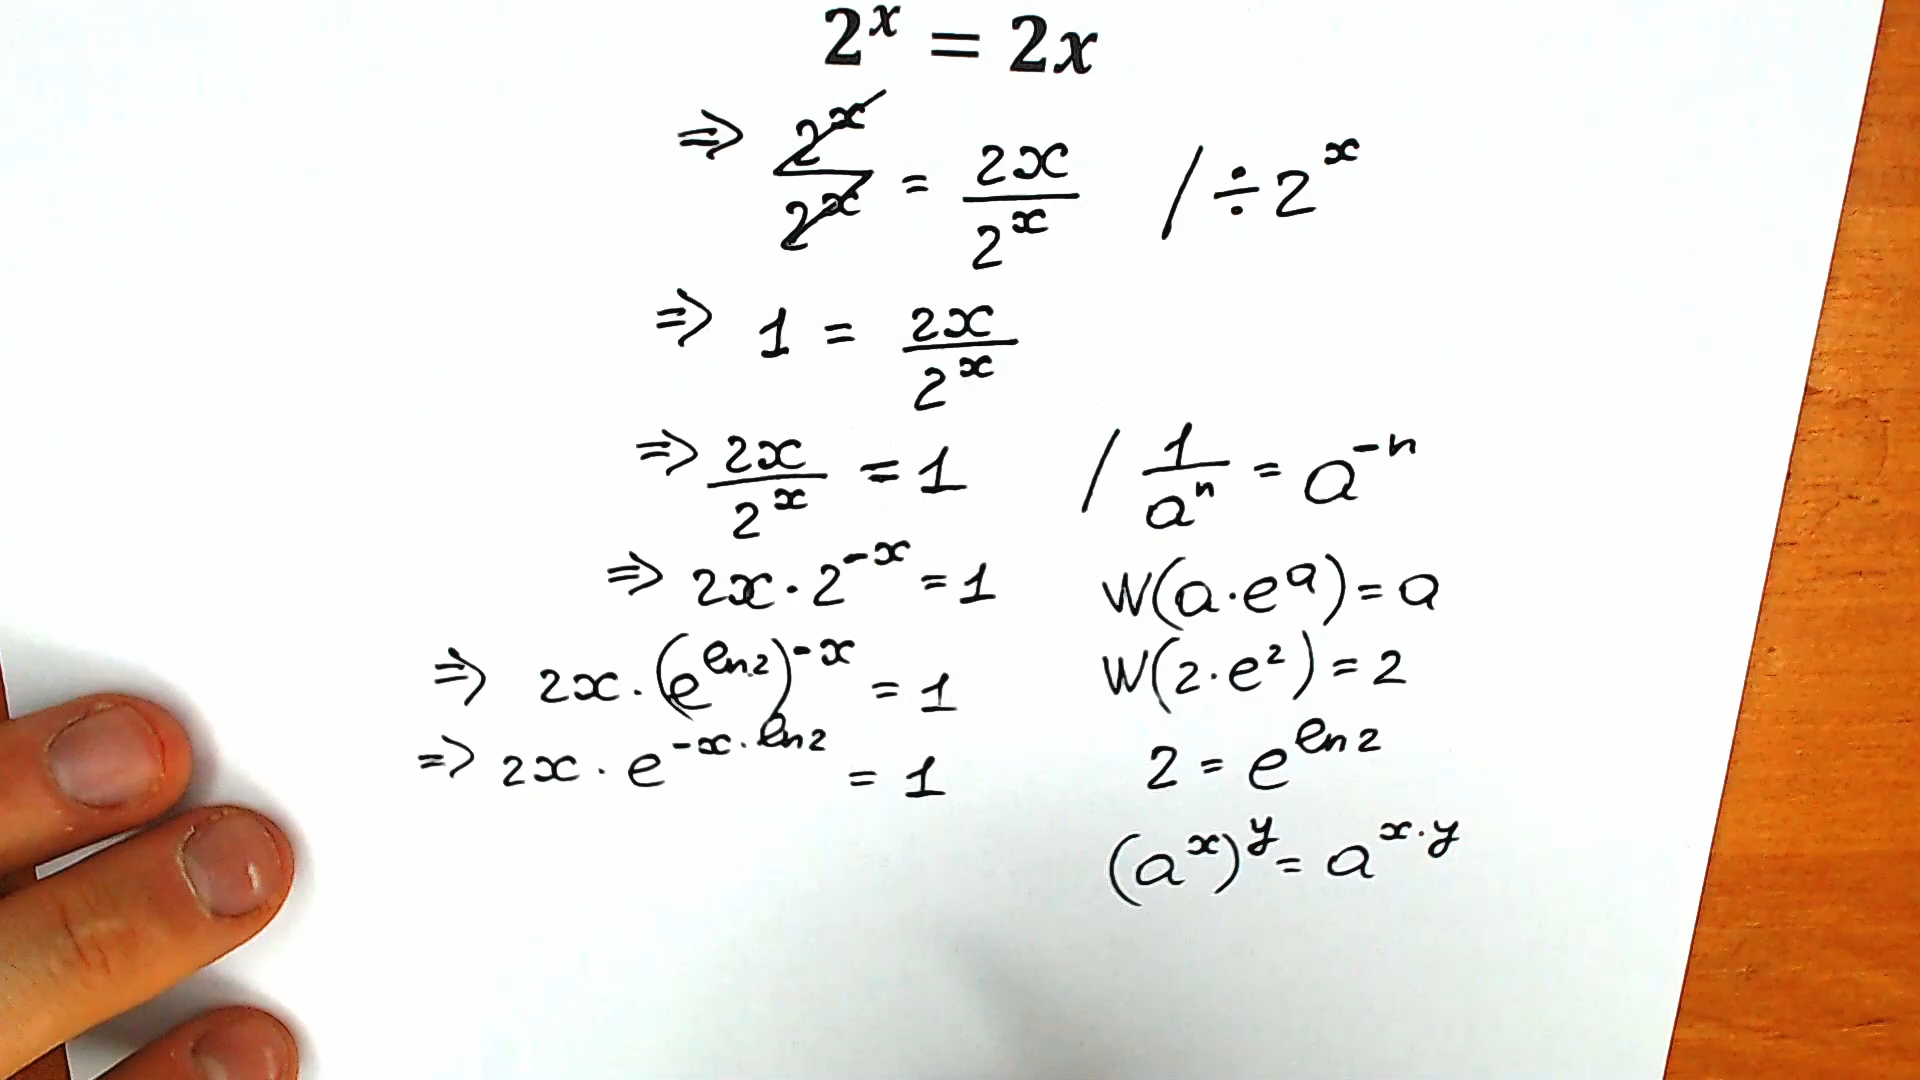 2^x = 2x
⇒ 2^x/2^x = 2x/2^x / ÷2^x
⇒ 1 = 2x/2^x
⇒ 2x/2^x = 1 / 1/a^n = a^-n
⇒ 2x · 2^-x = 1 W(a·e^a) = a
⇒ 2x · (e^ln2)^-x = 1 W(2·e^2) = 2
⇒ 2x · e^-x·ln2 = 1 2 = e^ln2
(a^x)^y = a^x·y